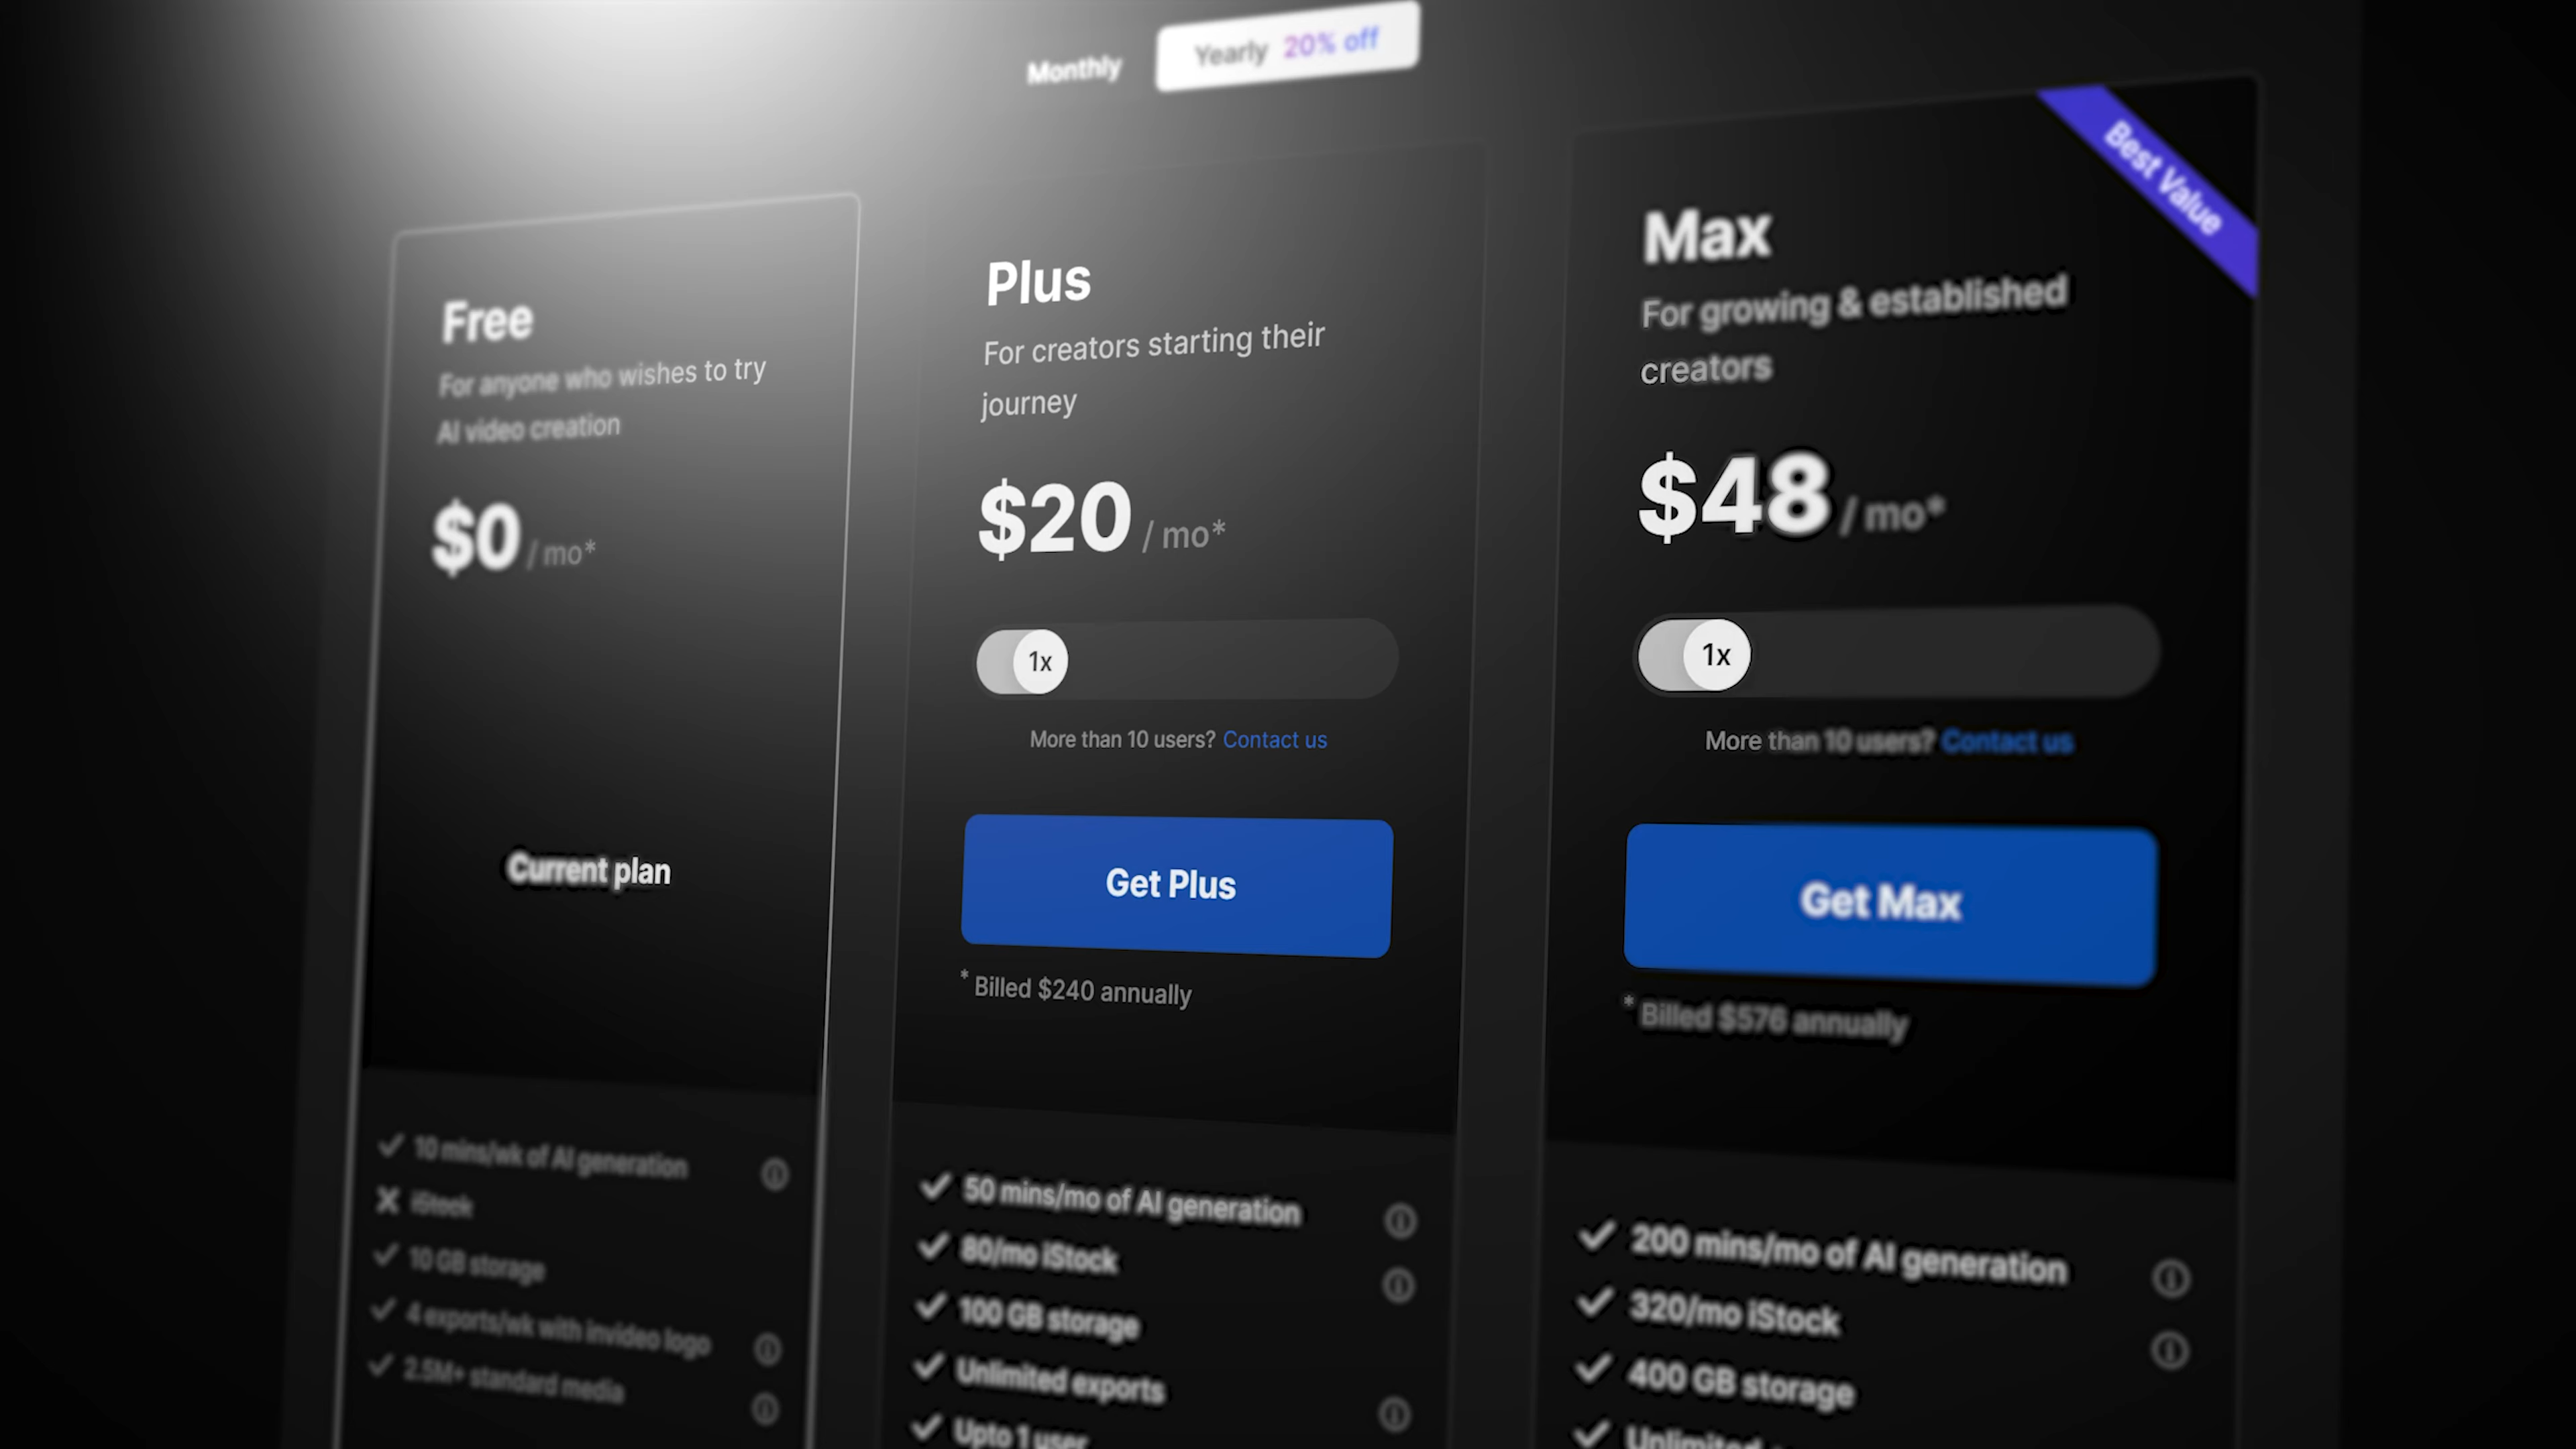 Monthly
Yearly 20% off
Free
For anyone who wishes to try
AI video creation
$0 / mo*
Current plan
10 mins/wk of AI generation
iStock
10 GB storage
4 exports/wk with invideo logo
2.5M+ standard media
Plus
For creators starting their
journey
$20 / mo*
1x
More than 10 users? Contact us
Get Plus
* Billed $240 annually
50 mins/mo of AI generation
80/mo iStock
100 GB storage
Unlimited exports
Upto 1 user
Best Value
Max
For growing & established
creators
$48 / mo*
1x
More than 10 users? Contact us
Get Max
* Billed $576 annually
200 mins/mo of AI generation
320/mo iStock
400 GB storage
Unlimited